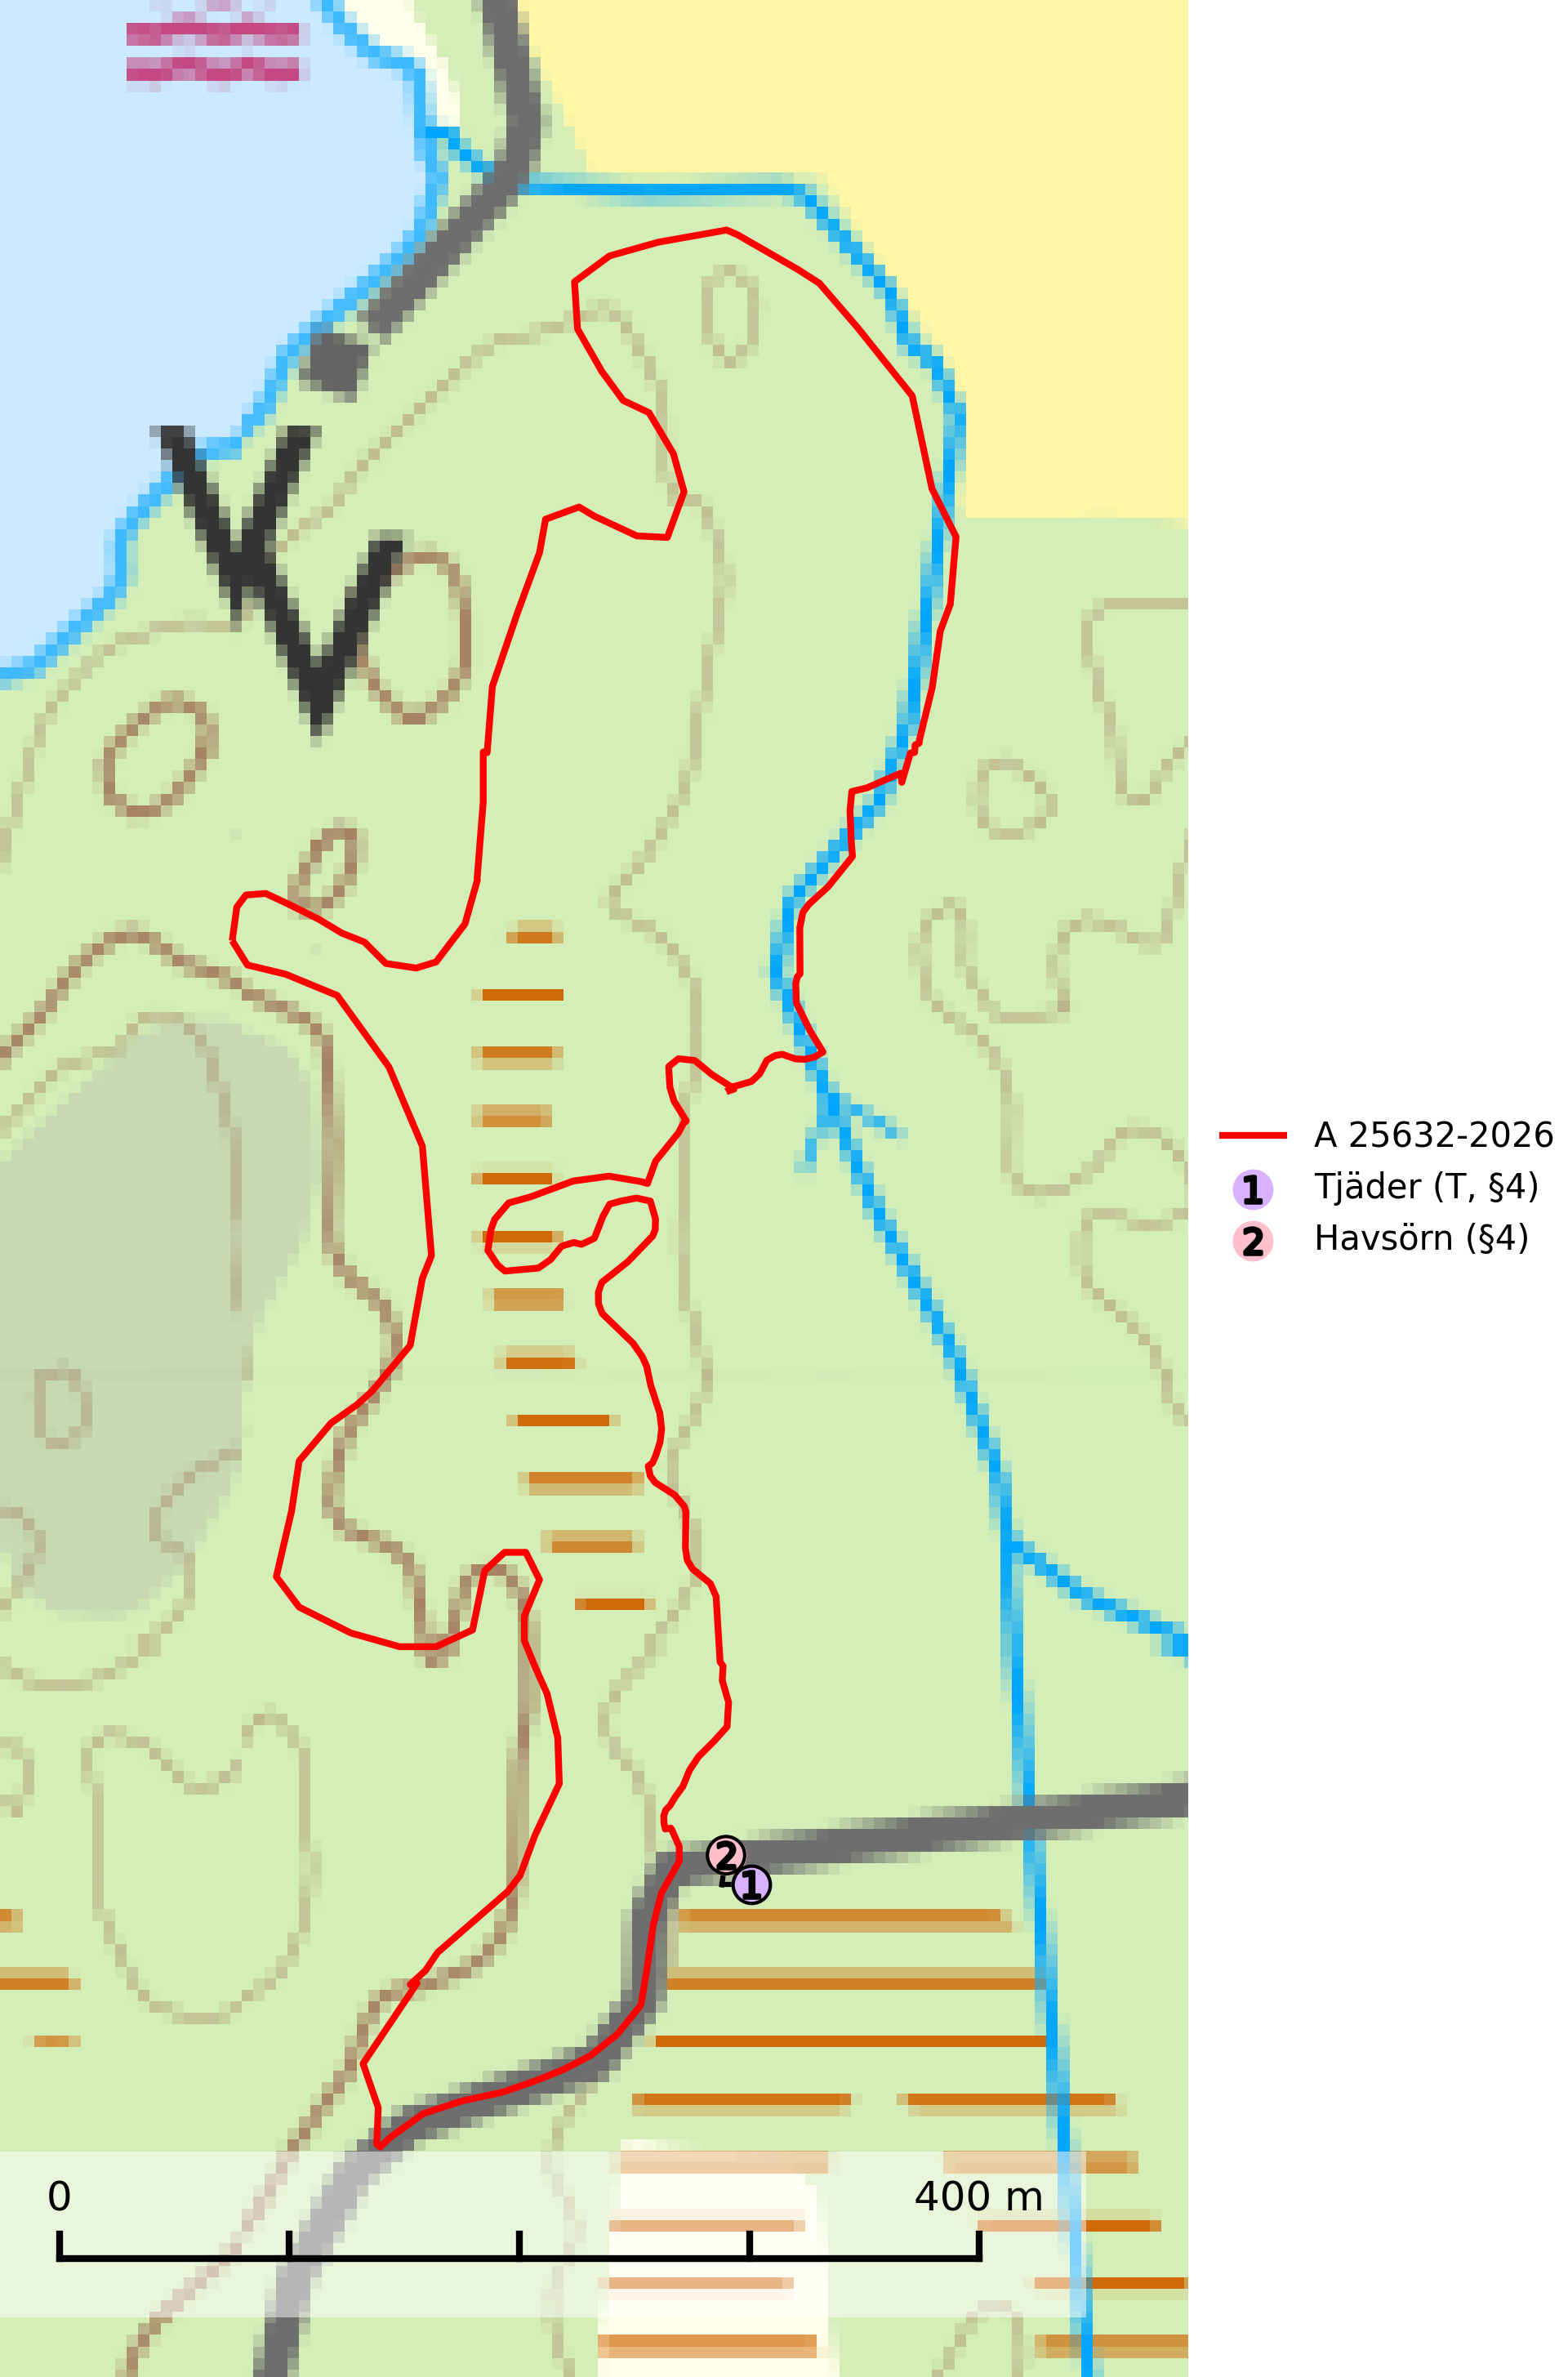 A 25632-2026
1 Tjäder (T, §4)
2 Havsörn (§4)
2
1
0 400 m